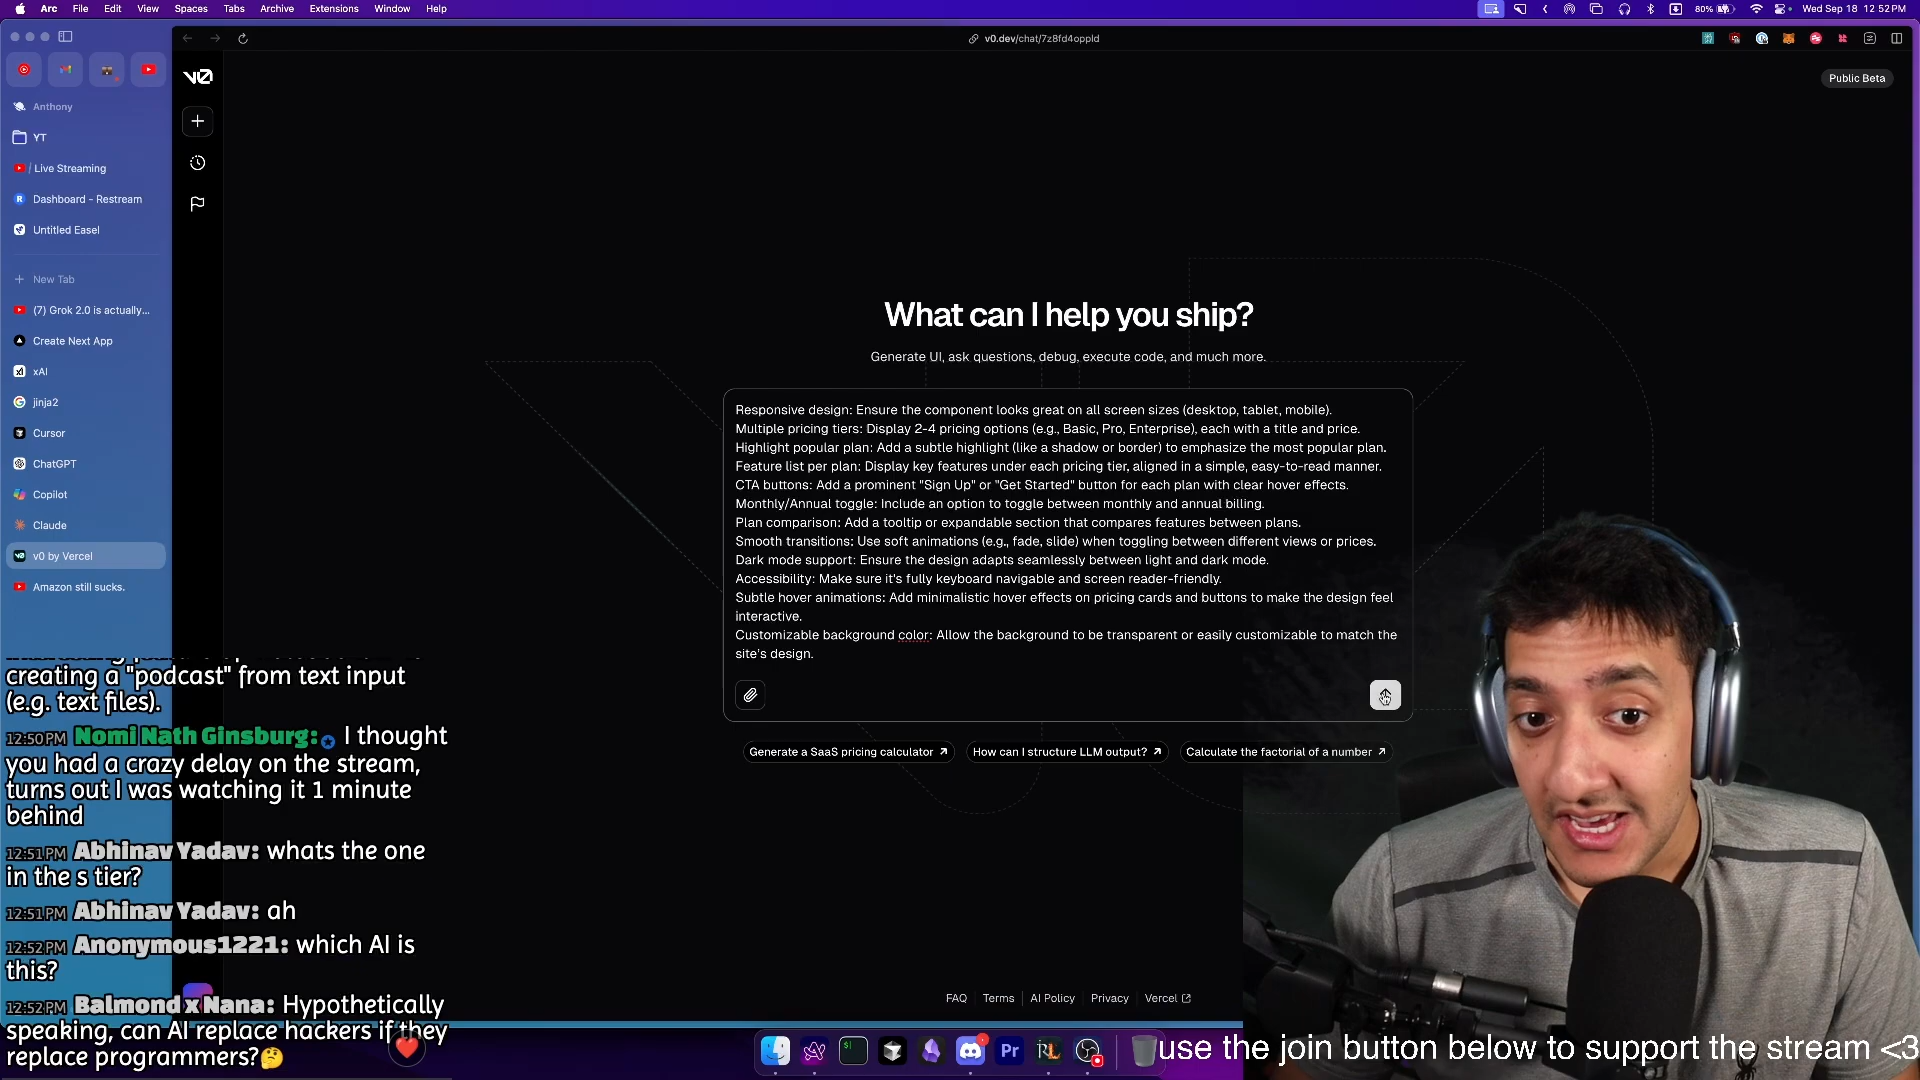 Arc File Edit View Spaces Tabs Archive Extensions Window Help
80%
Wed Sep 18 12:52 PM
v0.dev/chat/7z8fd4oppld
Public Beta
Anthony
YT
/ Live Streaming
Dashboard - Restream
Untitled Easel
New Tab
(7) Grok 2.0 is actually...
Create Next App
xAI
jinja2
Cursor
ChatGPT
Copilot
Claude
v0 by Vercel
Amazon still sucks.
What can I help you ship?
Generate UI, ask questions, debug, execute code, and much more.
Responsive design: Ensure the component looks great on all screen sizes (desktop, tablet, mobile).
Multiple pricing tiers: Display 2-4 pricing options (e.g., Basic, Pro, Enterprise), each with a title and price.
Highlight popular plan: Add a subtle highlight (like a shadow or border) to emphasize the most popular plan.
Feature list per plan: Display key features under each pricing tier, aligned in a simple, easy-to-read manner.
CTA buttons: Add a prominent "Sign Up" or "Get Started" button for each plan with clear hover effects.
Monthly/Annual toggle: Include an option to toggle between monthly and annual billing.
Plan comparison: Add a tooltip or expandable section that compares features between plans.
Smooth transitions: Use soft animations (e.g., fade, slide) when toggling between different views or prices.
Dark mode support: Ensure the design adapts seamlessly between light and dark mode.
Accessibility: Make sure it's fully keyboard navigable and screen reader-friendly.
Subtle hover animations: Add minimalistic hover effects on pricing cards and buttons to make the design feel
interactive.
Customizable background color: Allow the background to be transparent or easily customizable to match the
site's design.
Generate a SaaS pricing calculator
How can I structure LLM output?
Calculate the factorial of a number
FAQ
Terms
AI Policy
Privacy
Vercel
creating a "podcast" from text input
(e.g. text files).
12:50PM Nomi Nath Ginsburg: I thought
you had a crazy delay on the stream,
turns out I was watching it 1 minute
behind
12:51PM Abhinav Yadav: whats the one
in the s tier?
12:51PM Abhinav Yadav: ah
12:52PM Anonymous1221: which AI is
this?
12:52PM Balmond x Nana: Hypothetically
speaking, can AI replace hackers if they
replace programmers?🤔
Pr
use the join button below to support the stream <3